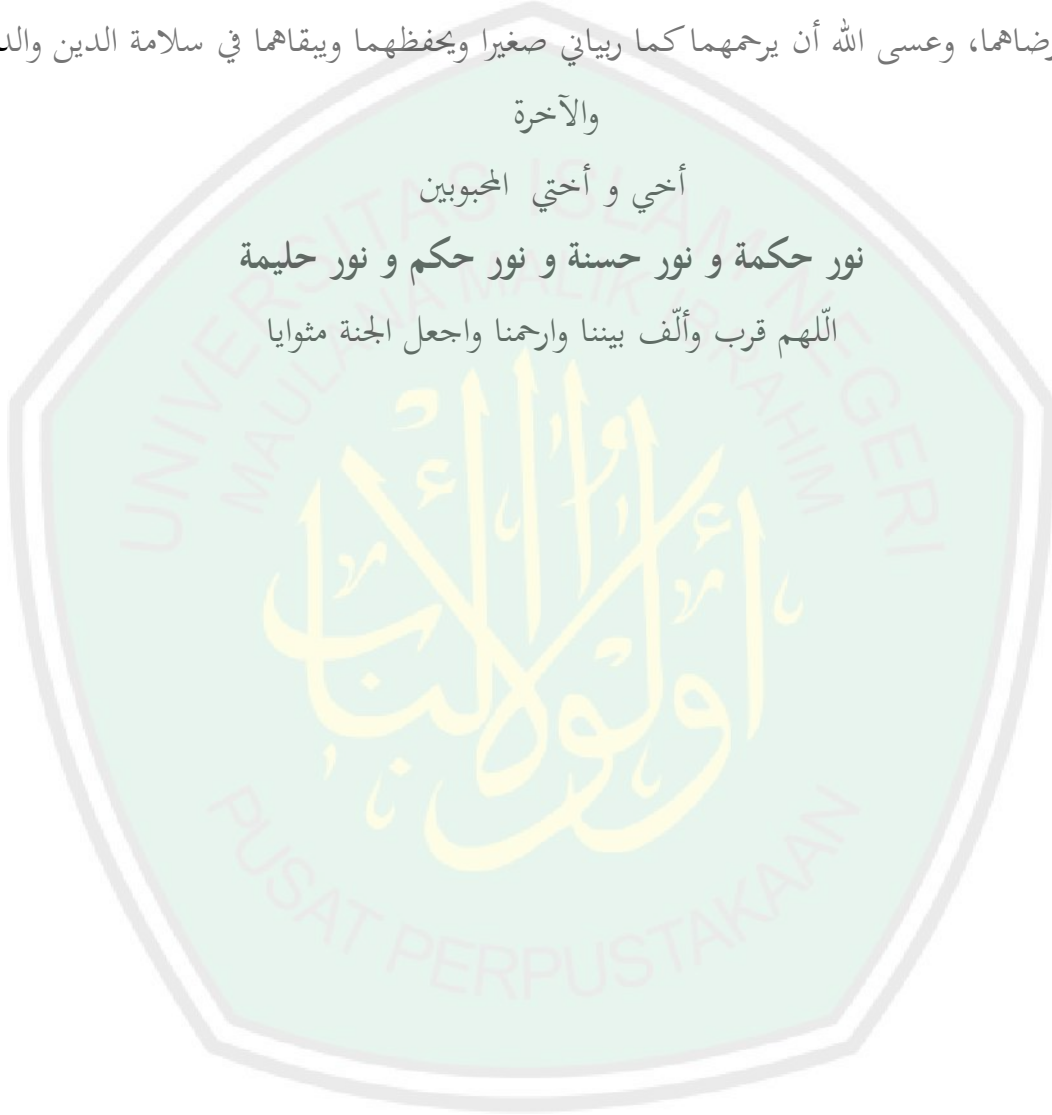 رضاهما، وعسى الله أن يرحمهما كما ربياني صغيرا ويحفظهما ويبقاهما في سلامة الدين
والآخرة
أخي و أختي المحبوبين
نور حكمة و نور حسنة و نور حكم و نور حليمة
الّلهم قرب وألّف بيننا وارحمنا واجعل الجنة مثوايا
UNIVERSITAS ISLAM NEGERI
MAULANA MALIK IBRAHIM
أولوا الألباب
PUSAT PERPUSTAKAAN